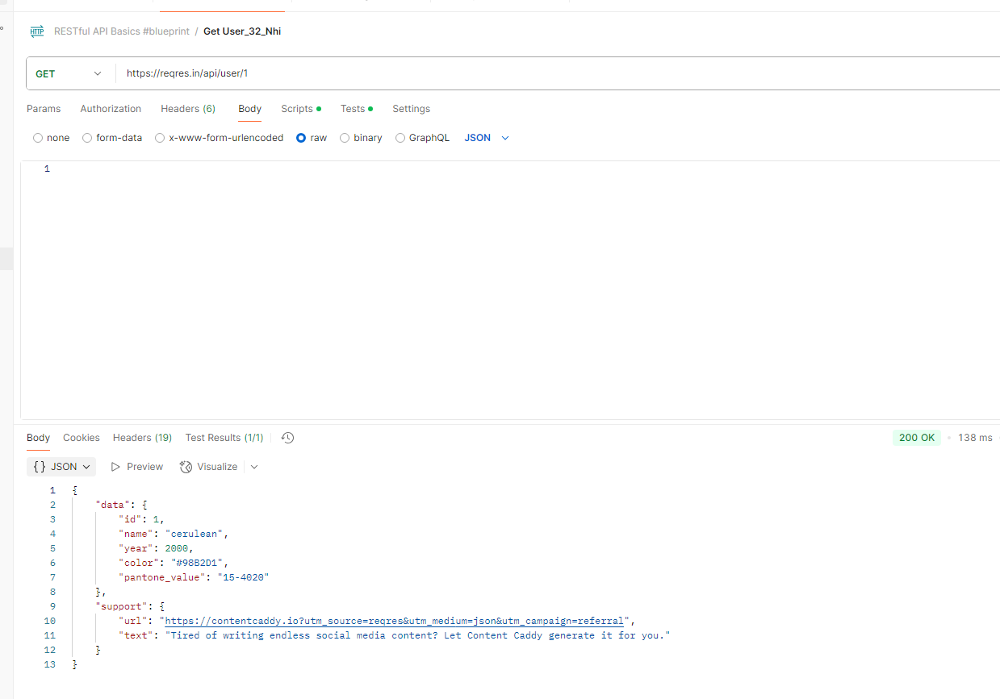 RESTful API Basics #blueprint / Get User_32_Nhi
GET https://reqres.in/api/user/1
Params Authorization Headers (6) Body Scripts Tests Settings
none form-data x-www-form-urlencoded raw binary GraphQL JSON
1
Body Cookies Headers (19) Test Results (1/1) 200 OK 138 ms
{} JSON Preview Visualize
1 {
2 "data": {
3 "id": 1,
4 "name": "cerulean",
5 "year": 2000,
6 "color": "#98B2D1",
7 "pantone_value": "15-4020"
8 },
9 "support": {
10 "url": "https://contentcaddy.io?utm_source=reqres&utm_medium=json&utm_campaign=referral",
11 "text": "Tired of writing endless social media content? Let Content Caddy generate it for you."
12 }
13 }